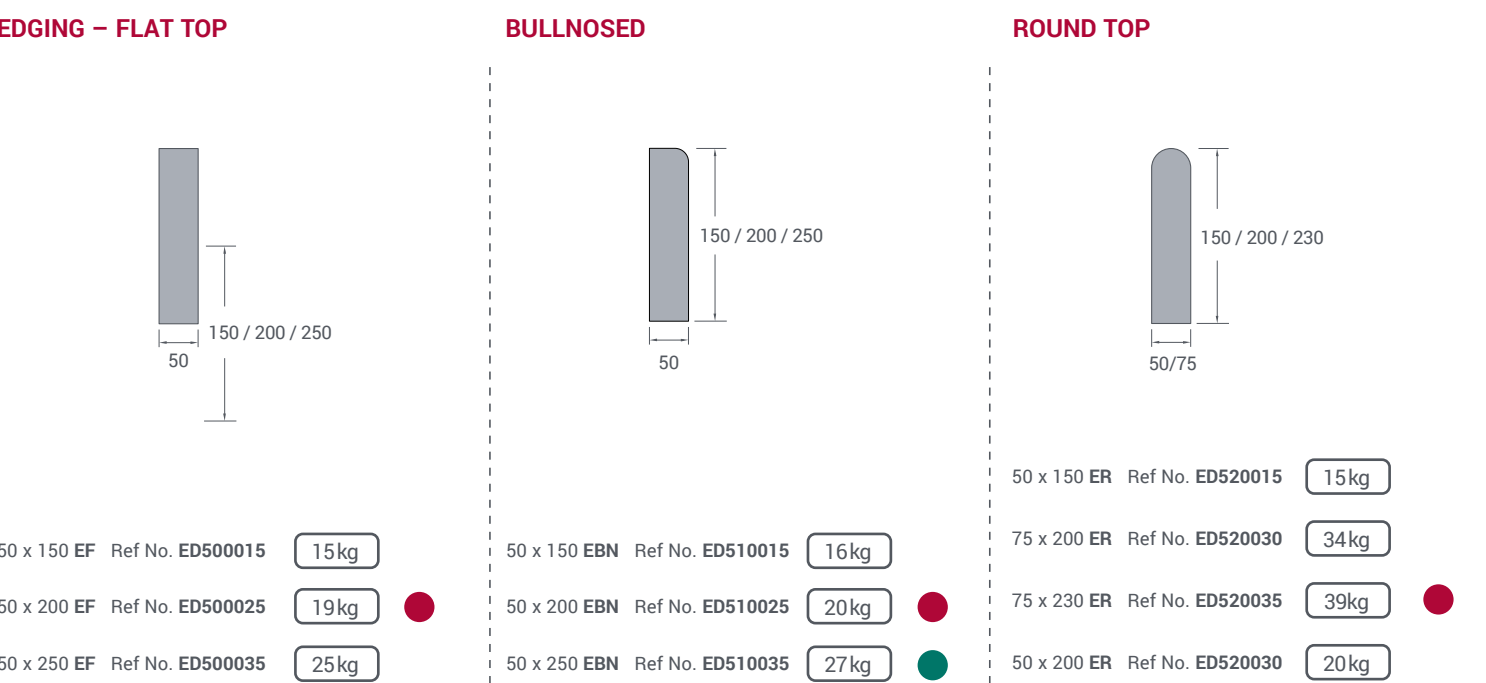 EDGING – FLAT TOP
150 / 200 / 250
50
50 x 150 EF Ref No. ED500015 15kg
50 x 200 EF Ref No. ED500025 19kg
50 x 250 EF Ref No. ED500035 25kg
BULLNOSED
150 / 200 / 250
50
50 x 150 EBN Ref No. ED510015 16kg
50 x 200 EBN Ref No. ED510025 20kg
50 x 250 EBN Ref No. ED510035 27kg
ROUND TOP
150 / 200 / 230
50/75
50 x 150 ER Ref No. ED520015 15kg
75 x 200 ER Ref No. ED520030 34kg
75 x 230 ER Ref No. ED520035 39kg
50 x 200 ER Ref No. ED520030 20kg